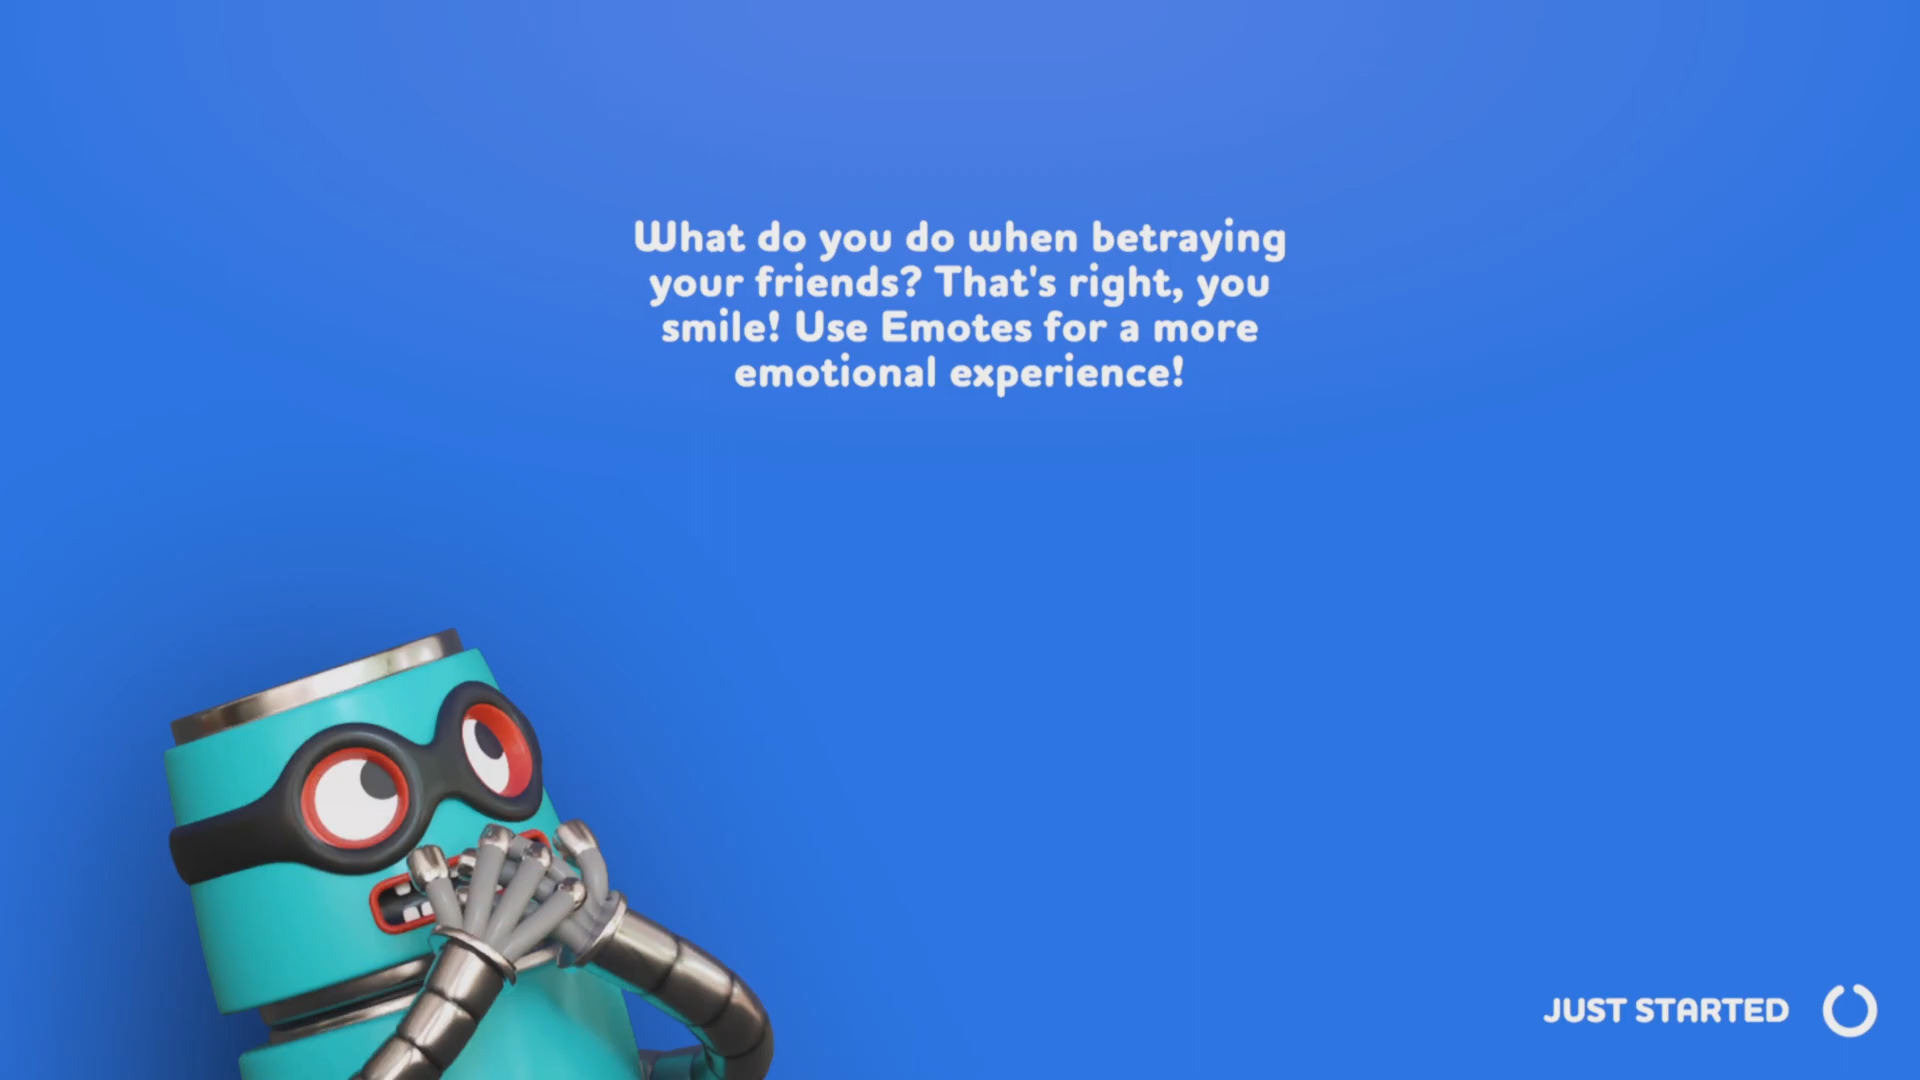 What do you do when betraying
your friends? That's right, you
smile! Use Emotes for a more
emotional experience!
JUST STARTED